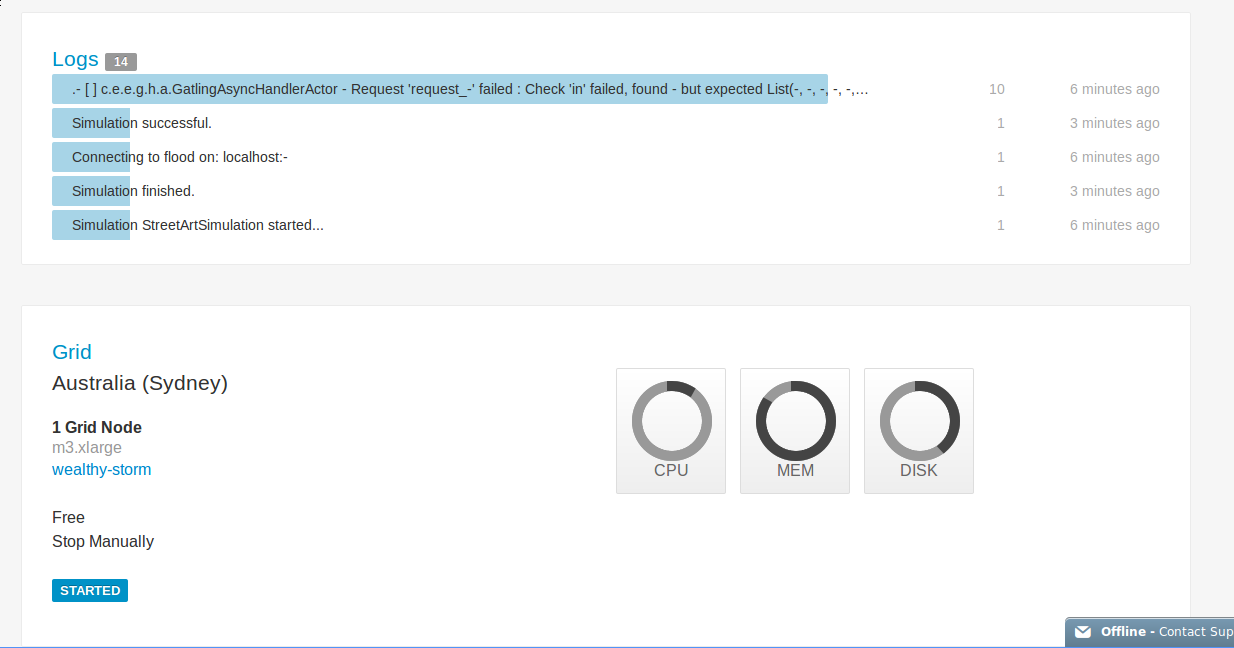 Logs 14
.- [ ] c.e.e.g.h.a.GatlingAsyncHandlerActor - Request 'request_-' failed : Check 'in' failed, found - but expected List(-, -, -, -, -,... 10 6 minutes ago
Simulation successful. 1 3 minutes ago
Connecting to flood on: localhost:- 1 6 minutes ago
Simulation finished. 1 3 minutes ago
Simulation StreetArtSimulation started... 1 6 minutes ago
Grid
Australia (Sydney)
1 Grid Node
m3.xlarge
wealthy-storm
CPU MEM DISK
Free
Stop Manually
STARTED
Offline - Contact Sup